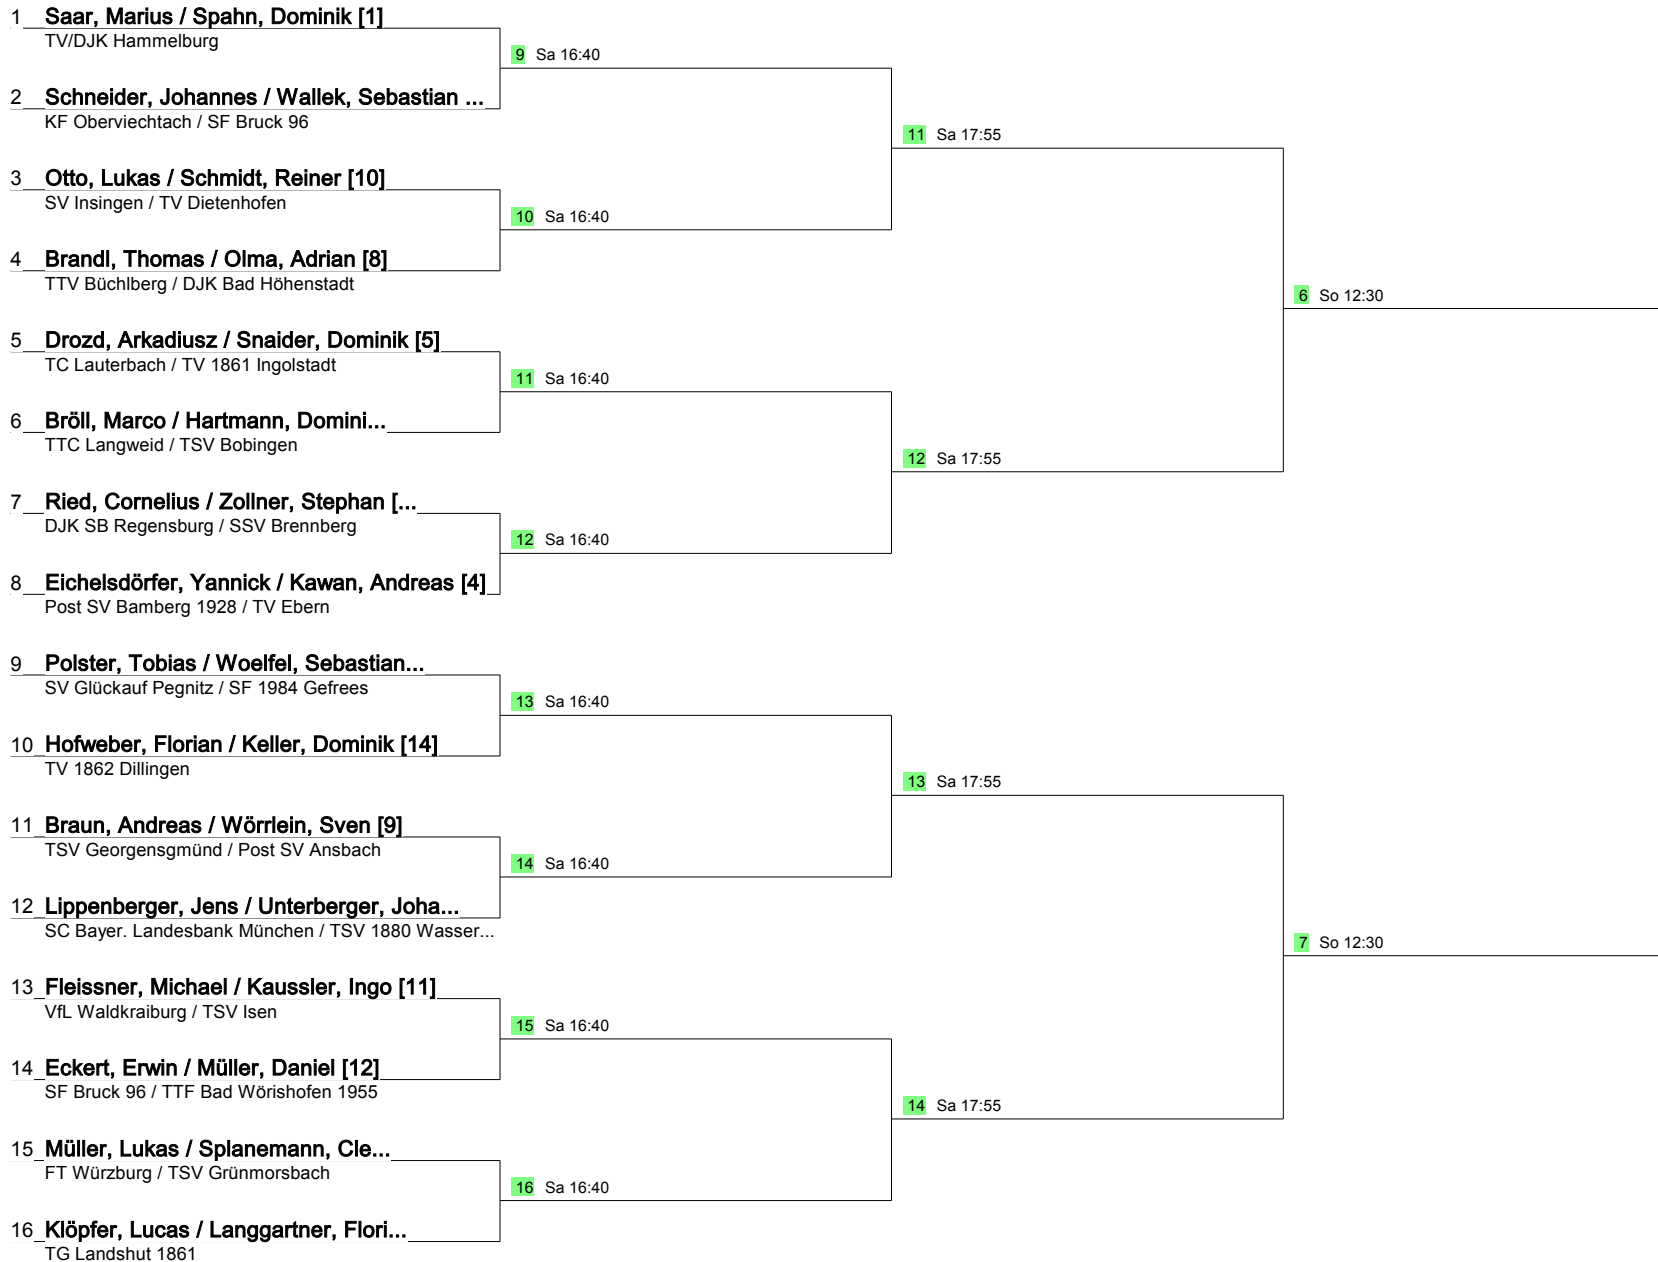 1 Saar, Marius / Spahn, Dominik [1]
TV/DJK Hammelburg
9 Sa 16:40
2 Schneider, Johannes / Wallek, Sebastian ...
KF Oberviechtach / SF Bruck 96
11 Sa 17:55
3 Otto, Lukas / Schmidt, Reiner [10]
SV Insingen / TV Dietenhofen
10 Sa 16:40
4 Brandl, Thomas / Olma, Adrian [8]
TTV Büchlberg / DJK Bad Höhenstadt
6 So 12:30
5 Drozd, Arkadiusz / Snaider, Dominik [5]
TC Lauterbach / TV 1861 Ingolstadt
11 Sa 16:40
6 Bröll, Marco / Hartmann, Domini...
TTC Langweid / TSV Bobingen
12 Sa 17:55
7 Ried, Cornelius / Zollner, Stephan [...
DJK SB Regensburg / SSV Brennberg
12 Sa 16:40
8 Eichelsdörfer, Yannick / Kawan, Andreas [4]
Post SV Bamberg 1928 / TV Ebern
9 Polster, Tobias / Woelfel, Sebastian...
SV Glückauf Pegnitz / SF 1984 Gefrees
13 Sa 16:40
10 Hofweber, Florian / Keller, Dominik [14]
TV 1862 Dillingen
13 Sa 17:55
11 Braun, Andreas / Wörrlein, Sven [9]
TSV Georgensgmünd / Post SV Ansbach
14 Sa 16:40
12 Lippenberger, Jens / Unterberger, Joha...
SC Bayer. Landesbank München / TSV 1880 Wasser...
7 So 12:30
13 Fleissner, Michael / Kaussler, Ingo [11]
VfL Waldkraiburg / TSV Isen
15 Sa 16:40
14 Eckert, Erwin / Müller, Daniel [12]
SF Bruck 96 / TTF Bad Wörishofen 1955
14 Sa 17:55
15 Müller, Lukas / Splanemann, Cle...
FT Würzburg / TSV Grünmorsbach
16 Sa 16:40
16 Klöpfer, Lucas / Langgartner, Flori...
TG Landshut 1861